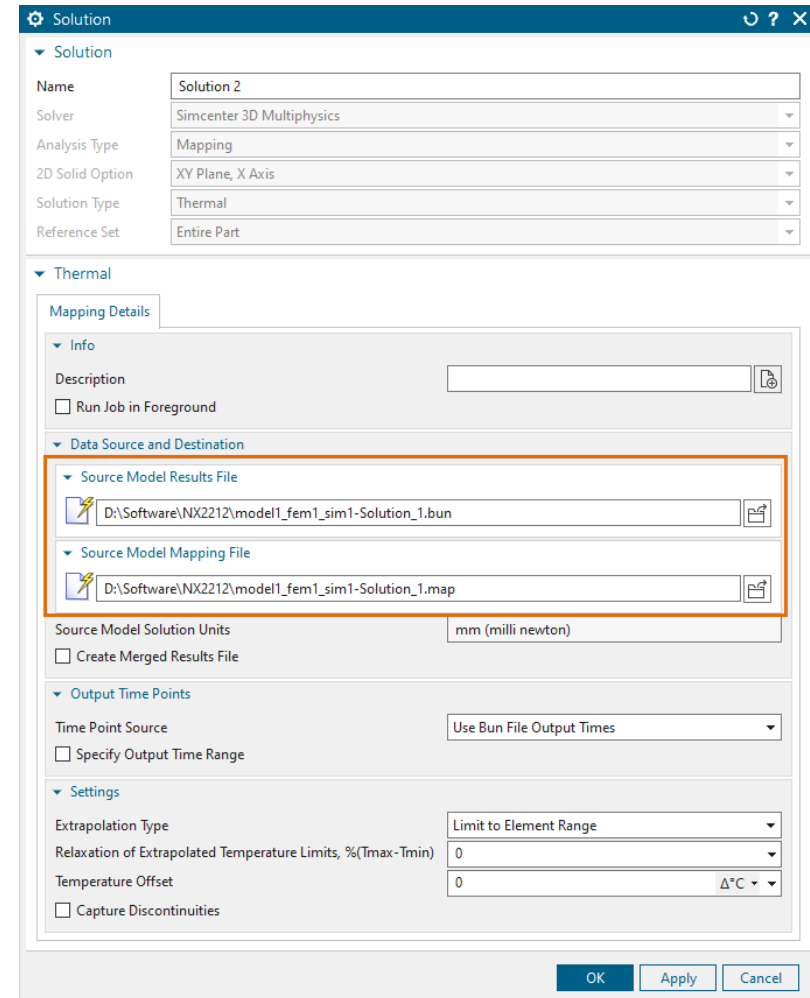 Solution
?
Solution
Name Solution 2
Solver Simcenter 3D Multiphysics
Analysis Type Mapping
2D Solid Option XY Plane, X Axis
Solution Type Thermal
Reference Set Entire Part
Thermal
Mapping Details
Info
Description
Run Job in Foreground
Data Source and Destination
Source Model Results File
D:\Software\NX2212\model1_fem1_sim1-Solution_1.bun
Source Model Mapping File
D:\Software\NX2212\model1_fem1_sim1-Solution_1.map
Source Model Solution Units mm (milli newton)
Create Merged Results File
Output Time Points
Time Point Source Use Bun File Output Times
Specify Output Time Range
Settings
Extrapolation Type Limit to Element Range
Relaxation of Extrapolated Temperature Limits, %(Tmax-Tmin) 0
Temperature Offset 0 Δ°C
Capture Discontinuities
OK Apply Cancel